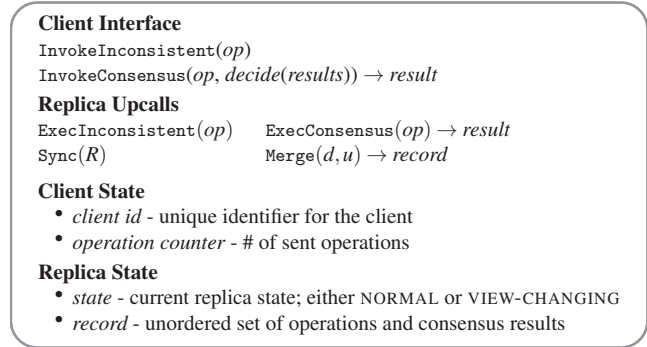 Client Interface
InvokeInconsistent(op)
InvokeConsensus(op, decide(results)) → result
Replica Upcalls
ExecInconsistent(op) ExecConsensus(op) → result
Sync(R) Merge(d,u) → record
Client State
• client id - unique identifier for the client
• operation counter - # of sent operations
Replica State
• state - current replica state; either NORMAL or VIEW-CHANGING
• record - unordered set of operations and consensus results